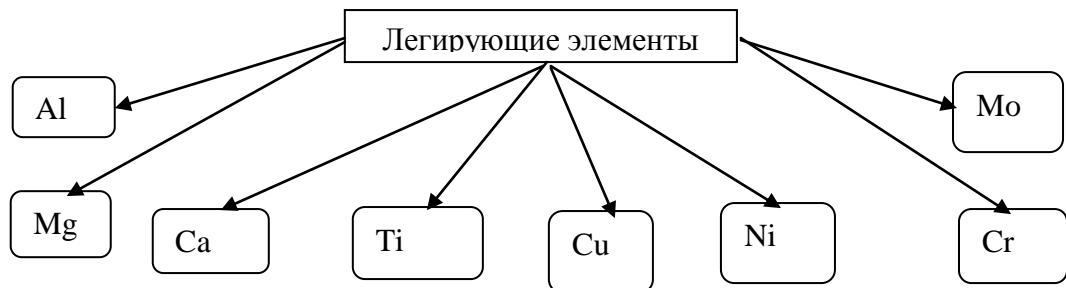 Легирующие элементы
Al
Mo
Mg
Ca
Ti
Cu
Ni
Cr